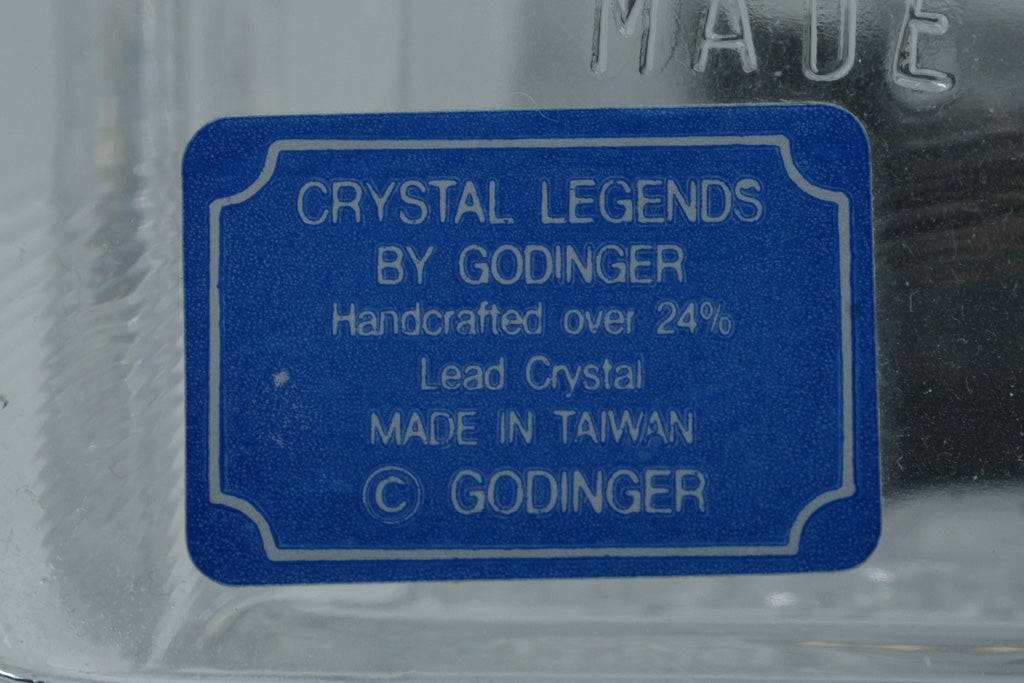 MADE
CRYSTAL LEGENDS
BY GODINGER
Handcrafted over 24%
Lead Crystal
MADE IN TAIWAN
© GODINGER